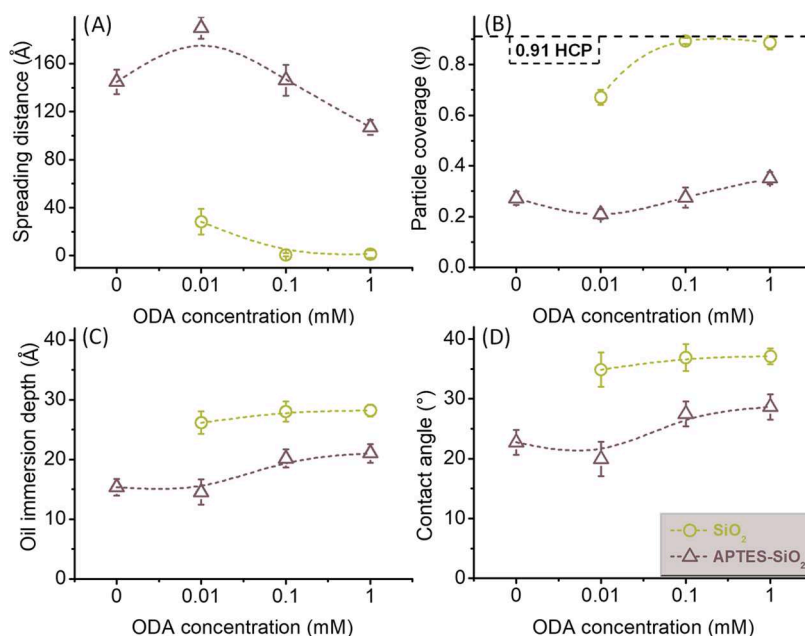 (A)
Spreading distance (Å)
160
120
80
40
0
0 0.01 0.1 1
ODA concentration (mM)
(B)
0.91 HCP
Particle coverage (φ)
0.8
0.6
0.4
0.2
0.0
0 0.01 0.1 1
ODA concentration (mM)
(C)
Oil immersion depth (Å)
40
30
20
10
0
0 0.01 0.1 1
ODA concentration (mM)
(D)
Contact angle (°)
40
30
20
10
0
0 0.01 0.1 1
ODA concentration (mM)
SiO₂
APTES-SiO₂